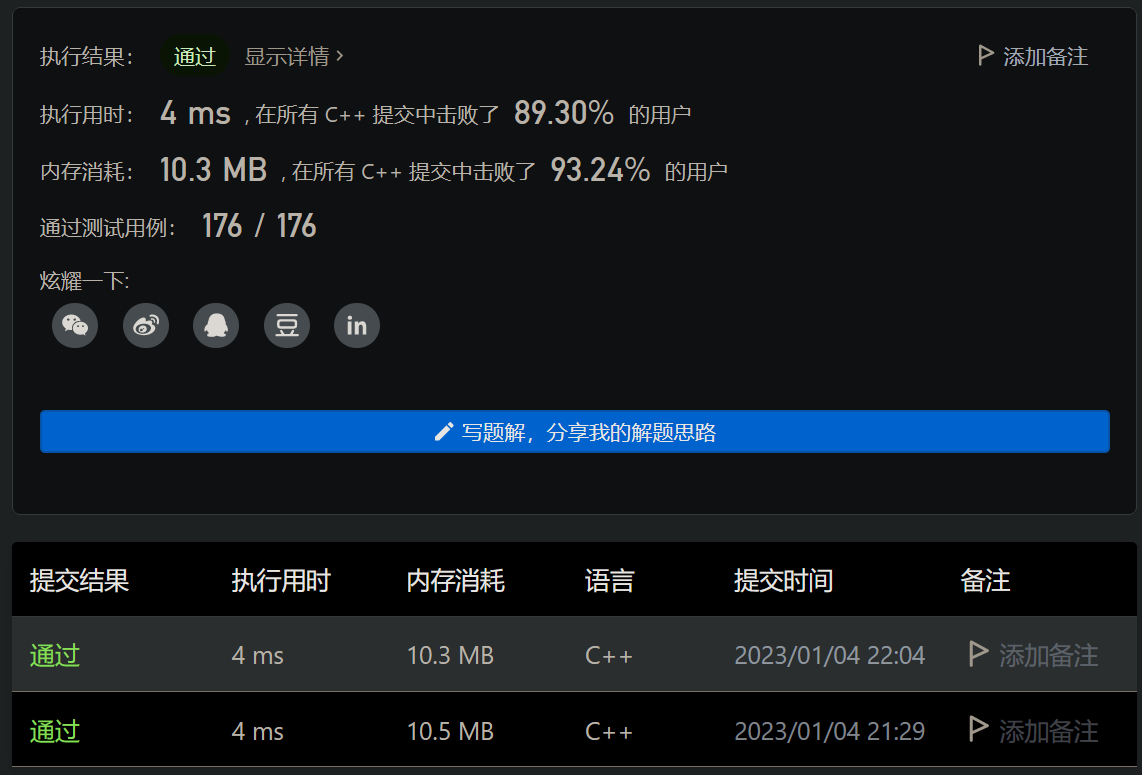 执行结果： 通过 显示详情 › 添加备注
执行用时： 4 ms , 在所有 C++ 提交中击败了 89.30% 的用户
内存消耗： 10.3 MB , 在所有 C++ 提交中击败了 93.24% 的用户
通过测试用例： 176 / 176
炫耀一下:
豆 in
写题解，分享我的解题思路
提交结果 执行用时 内存消耗 语言 提交时间 备注
通过 4 ms 10.3 MB C++ 2023/01/04 22:04 添加备注
通过 4 ms 10.5 MB C++ 2023/01/04 21:29 添加备注